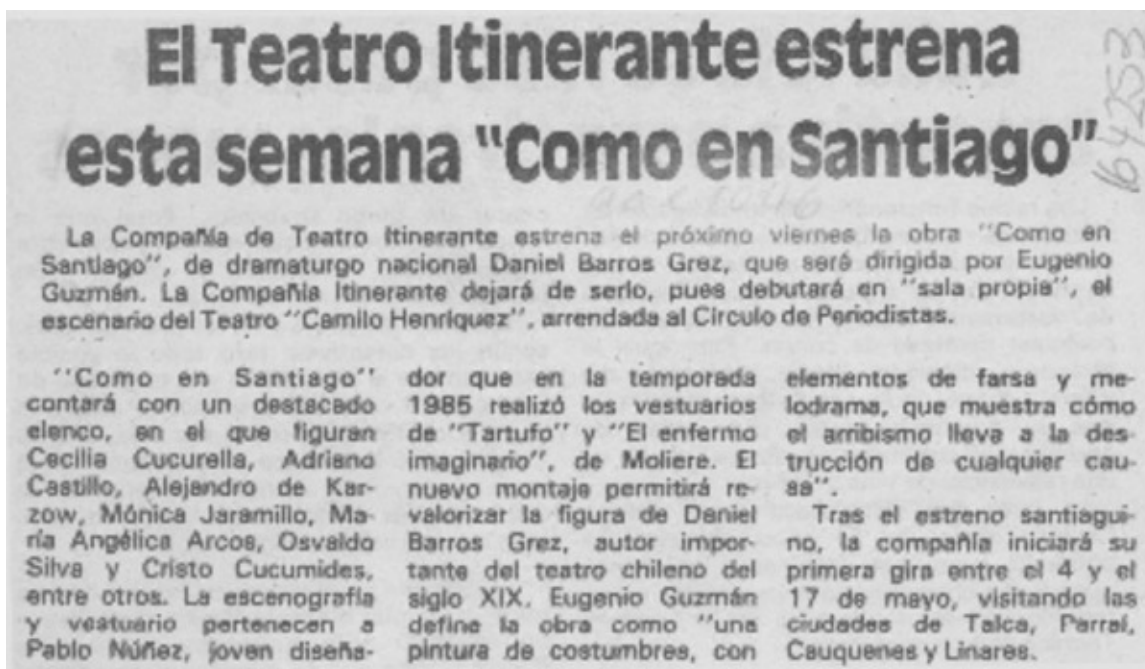 El Teatro Itinerante estrena
esta semana "Como en Santiago"
164253
La Compañía de Teatro Itinerante estrena el próximo viernes la obra "Como en
Santiago", de dramaturgo nacional Daniel Barros Grez, que será dirigida por Eugenio
Guzmán. La Compañía Itinerante dejará de serlo, pues debutará en "sala propia", el
escenario del Teatro "Camilo Henríquez", arrendada al Círculo de Periodistas.
"Como en Santiago"
contará con un destacado
elenco, en el que figuran
Cecilia Cucurella, Adriano
Castillo, Alejandro de Kar-
zow, Mónica Jaramillo, Ma-
ría Angélica Arcos, Osvaldo
Silva y Cristo Cucumides,
entre otros. La escenografía
y vestuario pertenecen a
Pablo Núñez, joven diseña-
dor que en la temporada
1985 realizó los vestuarios
de "Tartufo" y "El enfermo
imaginario", de Moliere. El
nuevo montaje permitirá re-
valorizar la figura de Daniel
Barros Grez, autor impor-
tante del teatro chileno del
siglo XIX. Eugenio Guzmán
define la obra como "una
pintura de costumbres, con
elementos de farsa y me-
lodrama, que muestra cómo
el arribismo lleva a la des-
trucción de cualquier cau-
sa".
Tras el estreno santiagui-
no, la compañía iniciará su
primera gira entre el 4 y el
17 de mayo, visitando las
ciudades de Talca, Parral,
Cauquenes y Linares.